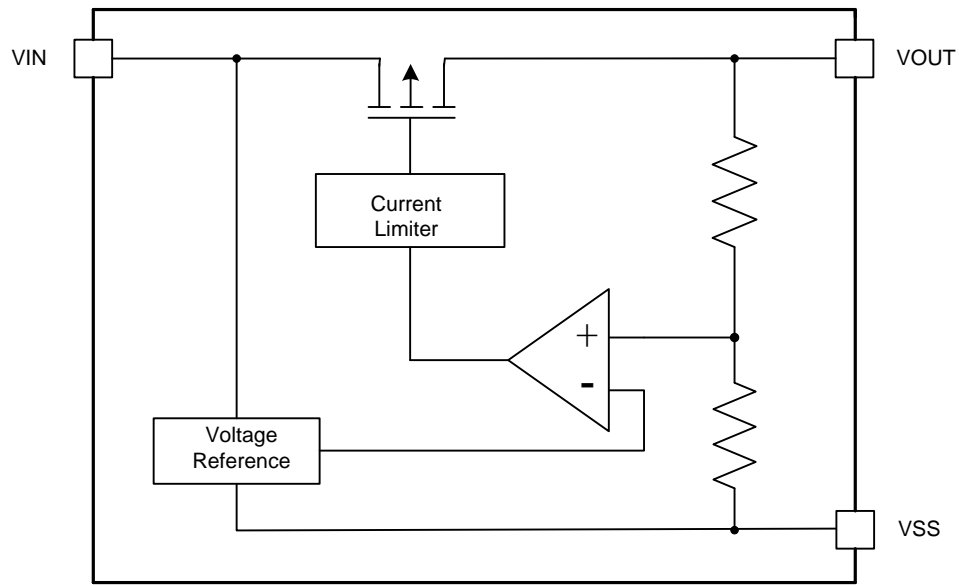 VIN
VOUT
Current
Limiter
+
-
Voltage
Reference
VSS